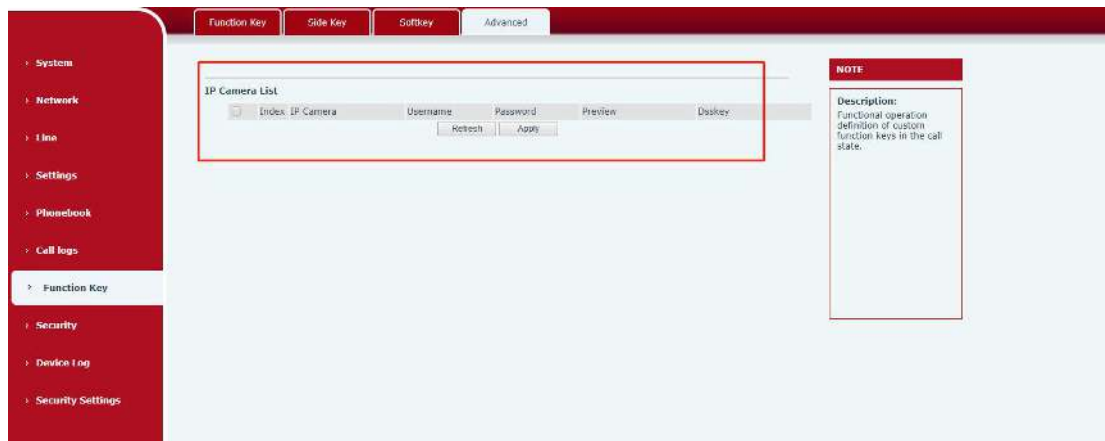 Function Key Side Key Softkey Advanced
System
Network
Line
Settings
Phonebook
Call logs
Function Key
Security
Device Log
Security Settings
IP Camera List
Index IP Camera Username Password Preview Dsskey
Refresh Apply
NOTE
Description:
Functional operation
definition of custom
function keys in the call
state.